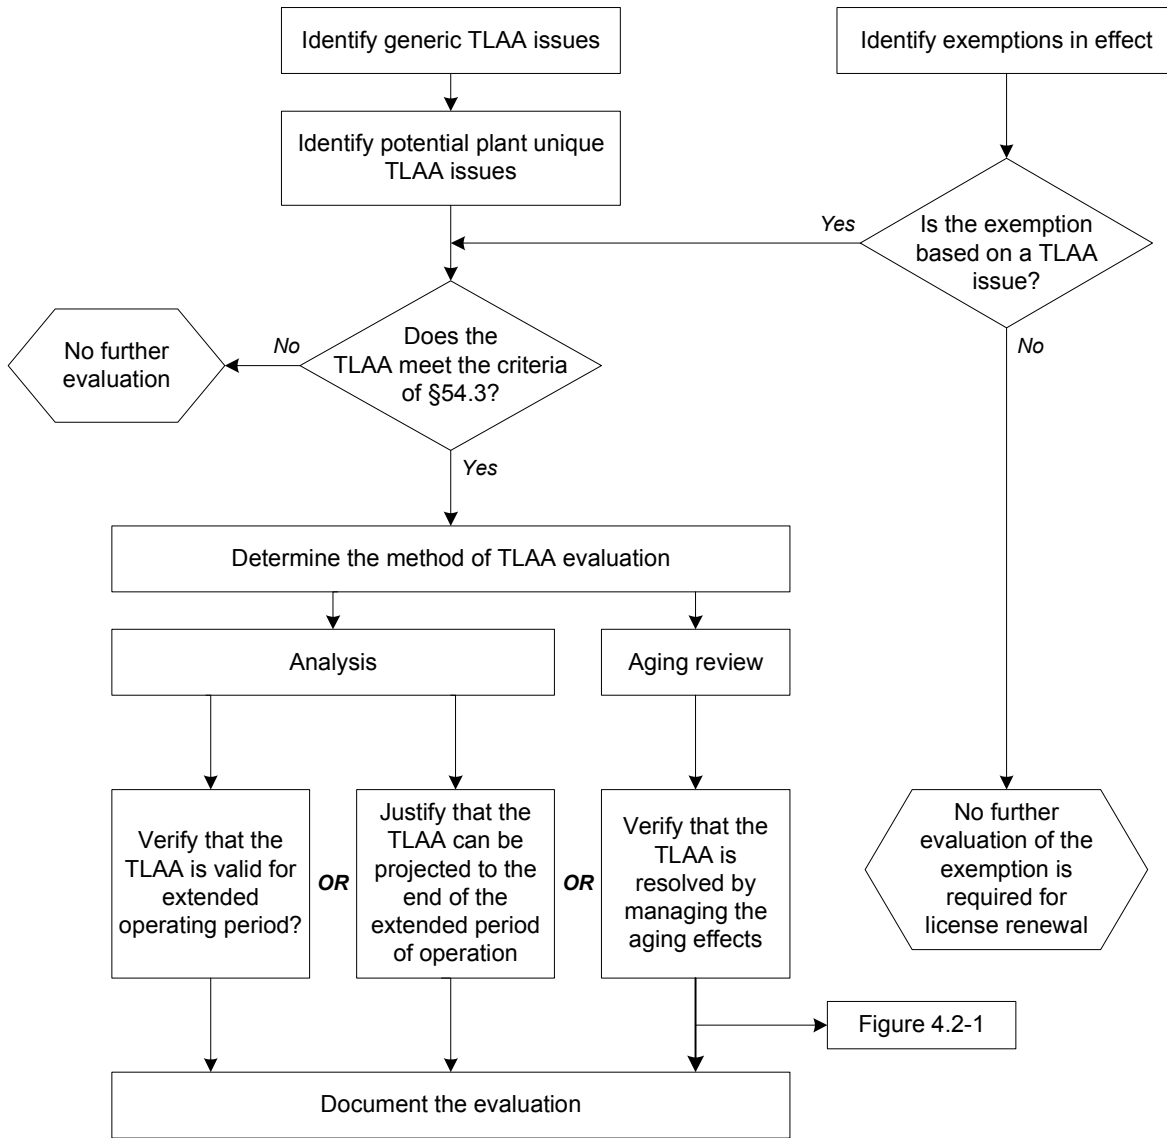 Identify generic TLAA issues
Identify exemptions in effect
Identify potential plant unique
TLAA issues
Yes
Is the exemption
based on a TLAA
issue?
No
Does the
TLAA meet the criteria
of §54.3?
No
No further
evaluation
Yes
Determine the method of TLAA evaluation
Analysis
Aging review
Verify that the
TLAA is valid for
extended
operating period?
OR
Justify that the
TLAA can be
projected to the
end of the
extended period
of operation
OR
Verify that the
TLAA is
resolved by
managing the
aging effects
No further
evaluation of the
exemption is
required for
license renewal
Figure 4.2-1
Document the evaluation